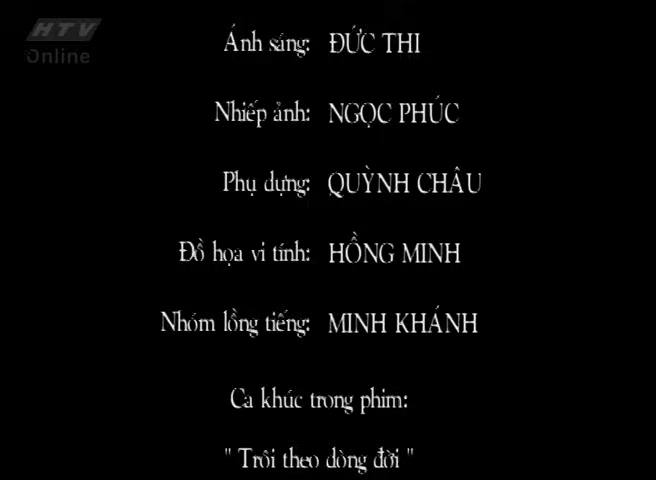 HTV
Online
Ánh sáng: ĐỨC THI
Nhiếp ảnh: NGỌC PHÚC
Phụ dựng: QUỲNH CHÂU
Đồ họa vi tính: HỒNG MINH
Nhóm lồng tiếng: MINH KHÁNH
Ca khúc trong phim:
" Trôi theo dòng đời "